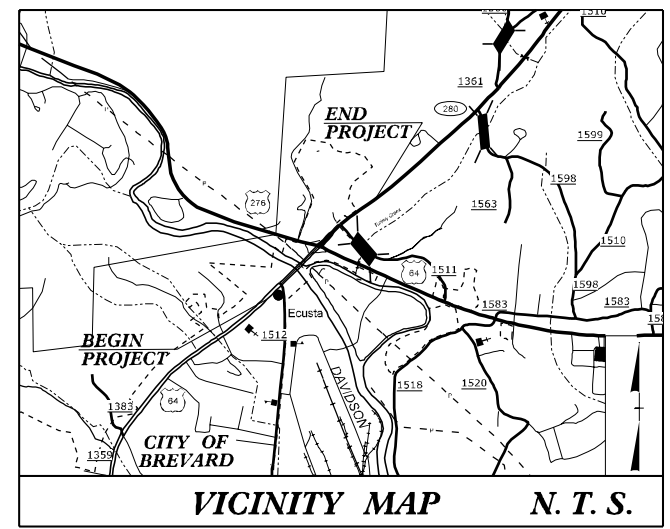 1310
1361
280
END
PROJECT
1599
1598
276
1563
1510
64
1511
1598
1583
1583
Ecusta
1512
BEGIN
PROJECT
DAVIDSON
1518
1520
64
1383
CITY OF
BREVARD
1359
VICINITY MAP
N. T. S.